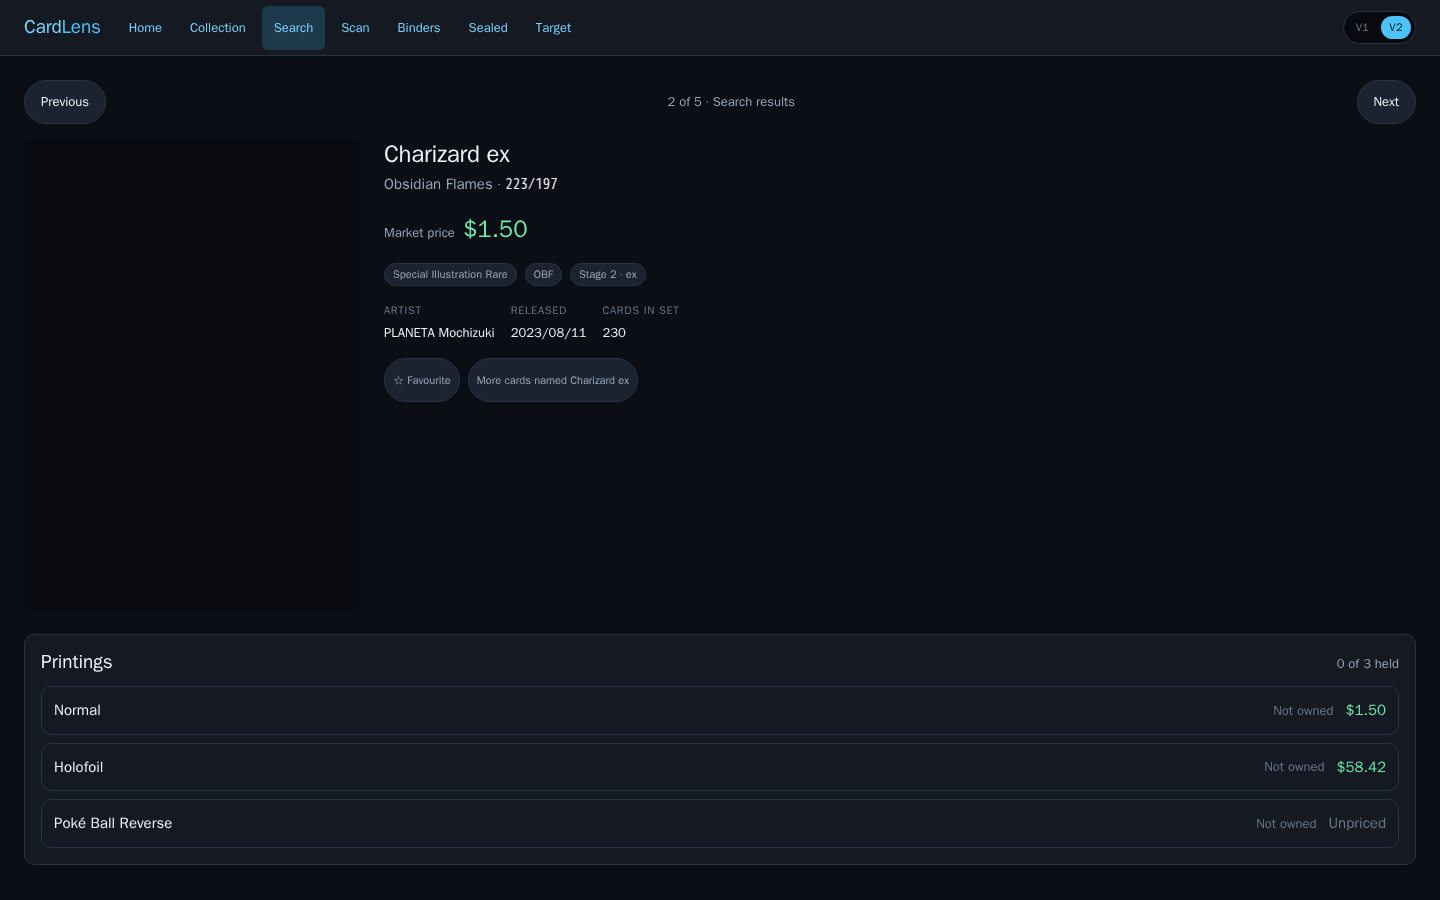 CardLens Home Collection Search Scan Binders Sealed Target V1 V2
Previous 2 of 5 · Search results Next
Charizard ex
Obsidian Flames · 223/197
Market price $1.50
Special Illustration Rare OBF Stage 2 · ex
ARTIST RELEASED CARDS IN SET
PLANETA Mochizuki 2023/08/11 230
☆ Favourite More cards named Charizard ex
Printings 0 of 3 held
Normal Not owned $1.50
Holofoil Not owned $58.42
Poké Ball Reverse Not owned Unpriced